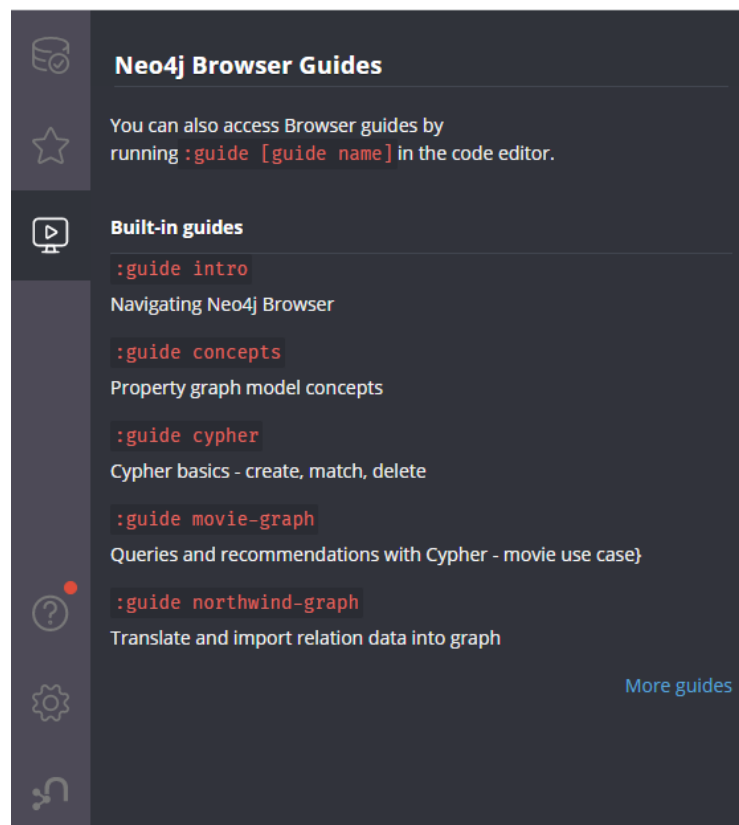 Neo4j Browser Guides
You can also access Browser guides by
running :guide [guide name] in the code editor.
Built-in guides
:guide intro
Navigating Neo4j Browser
:guide concepts
Property graph model concepts
:guide cypher
Cypher basics - create, match, delete
:guide movie-graph
Queries and recommendations with Cypher - movie use case}
:guide northwind-graph
Translate and import relation data into graph
More guides